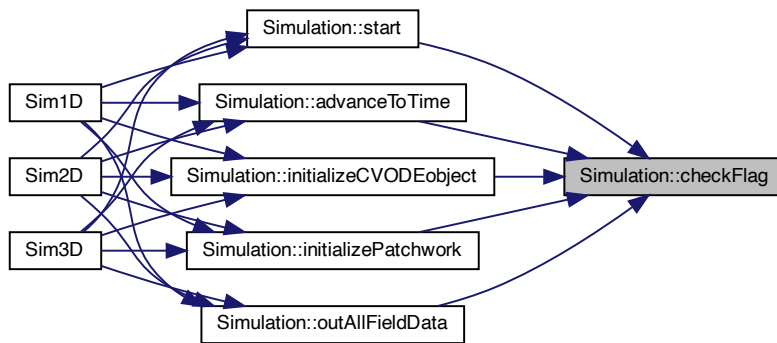 Simulation::start
Sim1D
Simulation::advanceToTime
Sim2D
Simulation::initializeCVODEobject
Simulation::checkFlag
Sim3D
Simulation::initializePatchwork
Simulation::outAllFieldData